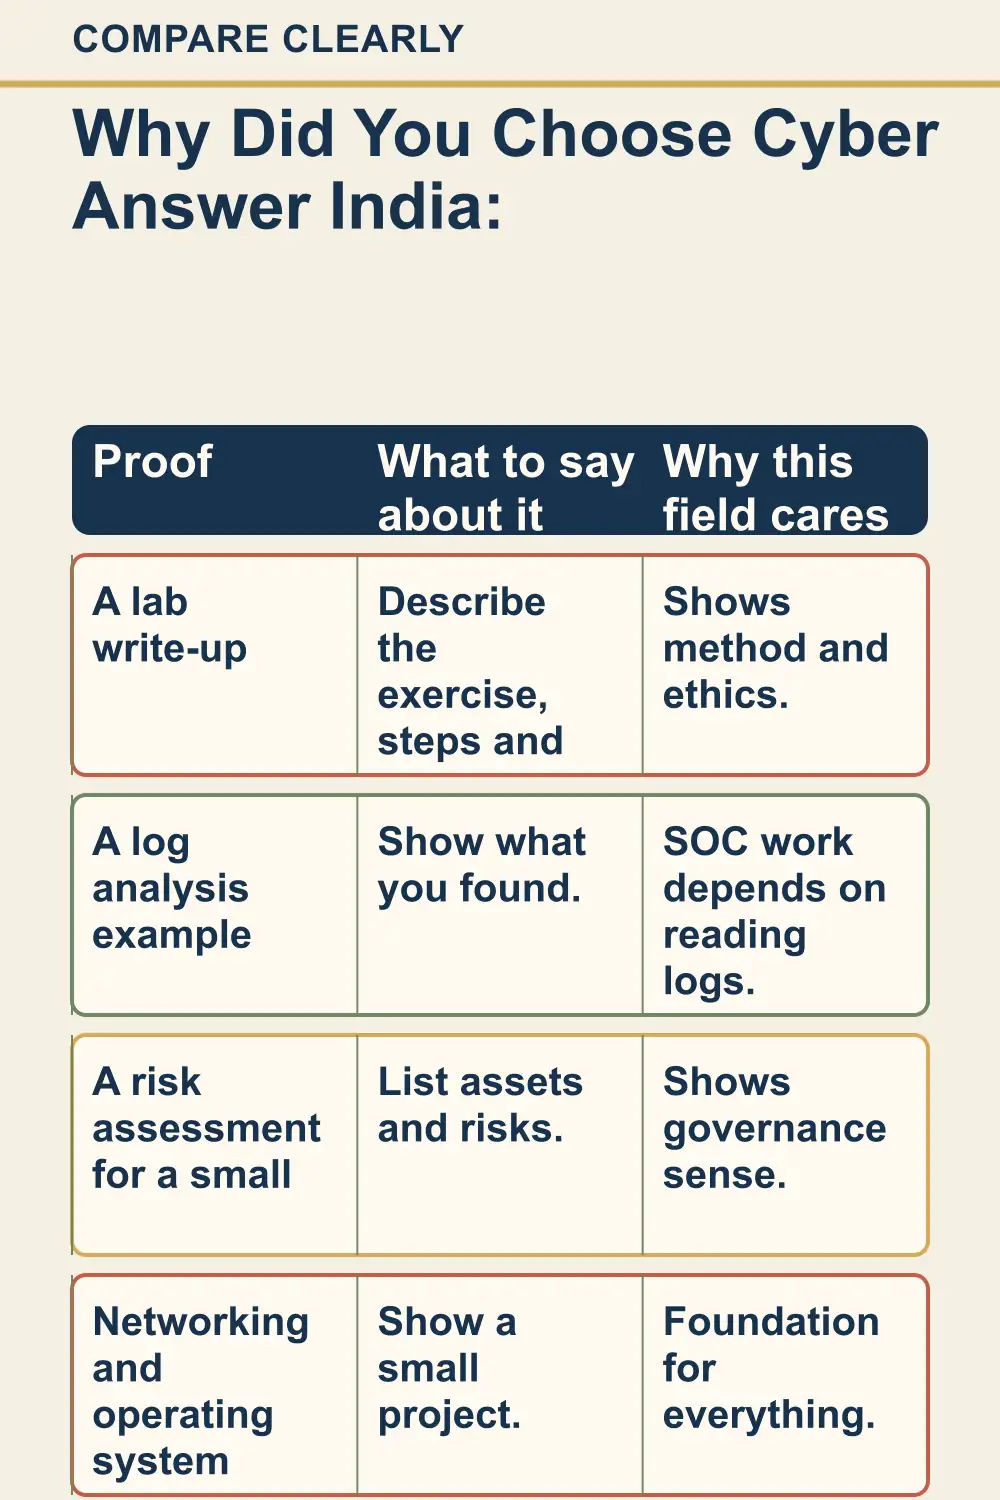 COMPARE CLEARLY
Why Did You Choose Cyber
Answer India:
Proof
What to say
about it
Why this
field cares
A lab
write-up
Describe
the
exercise,
steps and
Shows
method and
ethics.
A log
analysis
example
Show what
you found.
SOC work
depends on
reading
logs.
A risk
assessment
for a small
List assets
and risks.
Shows
governance
sense.
Networking
and
operating
system
Show a
small
project.
Foundation
for
everything.